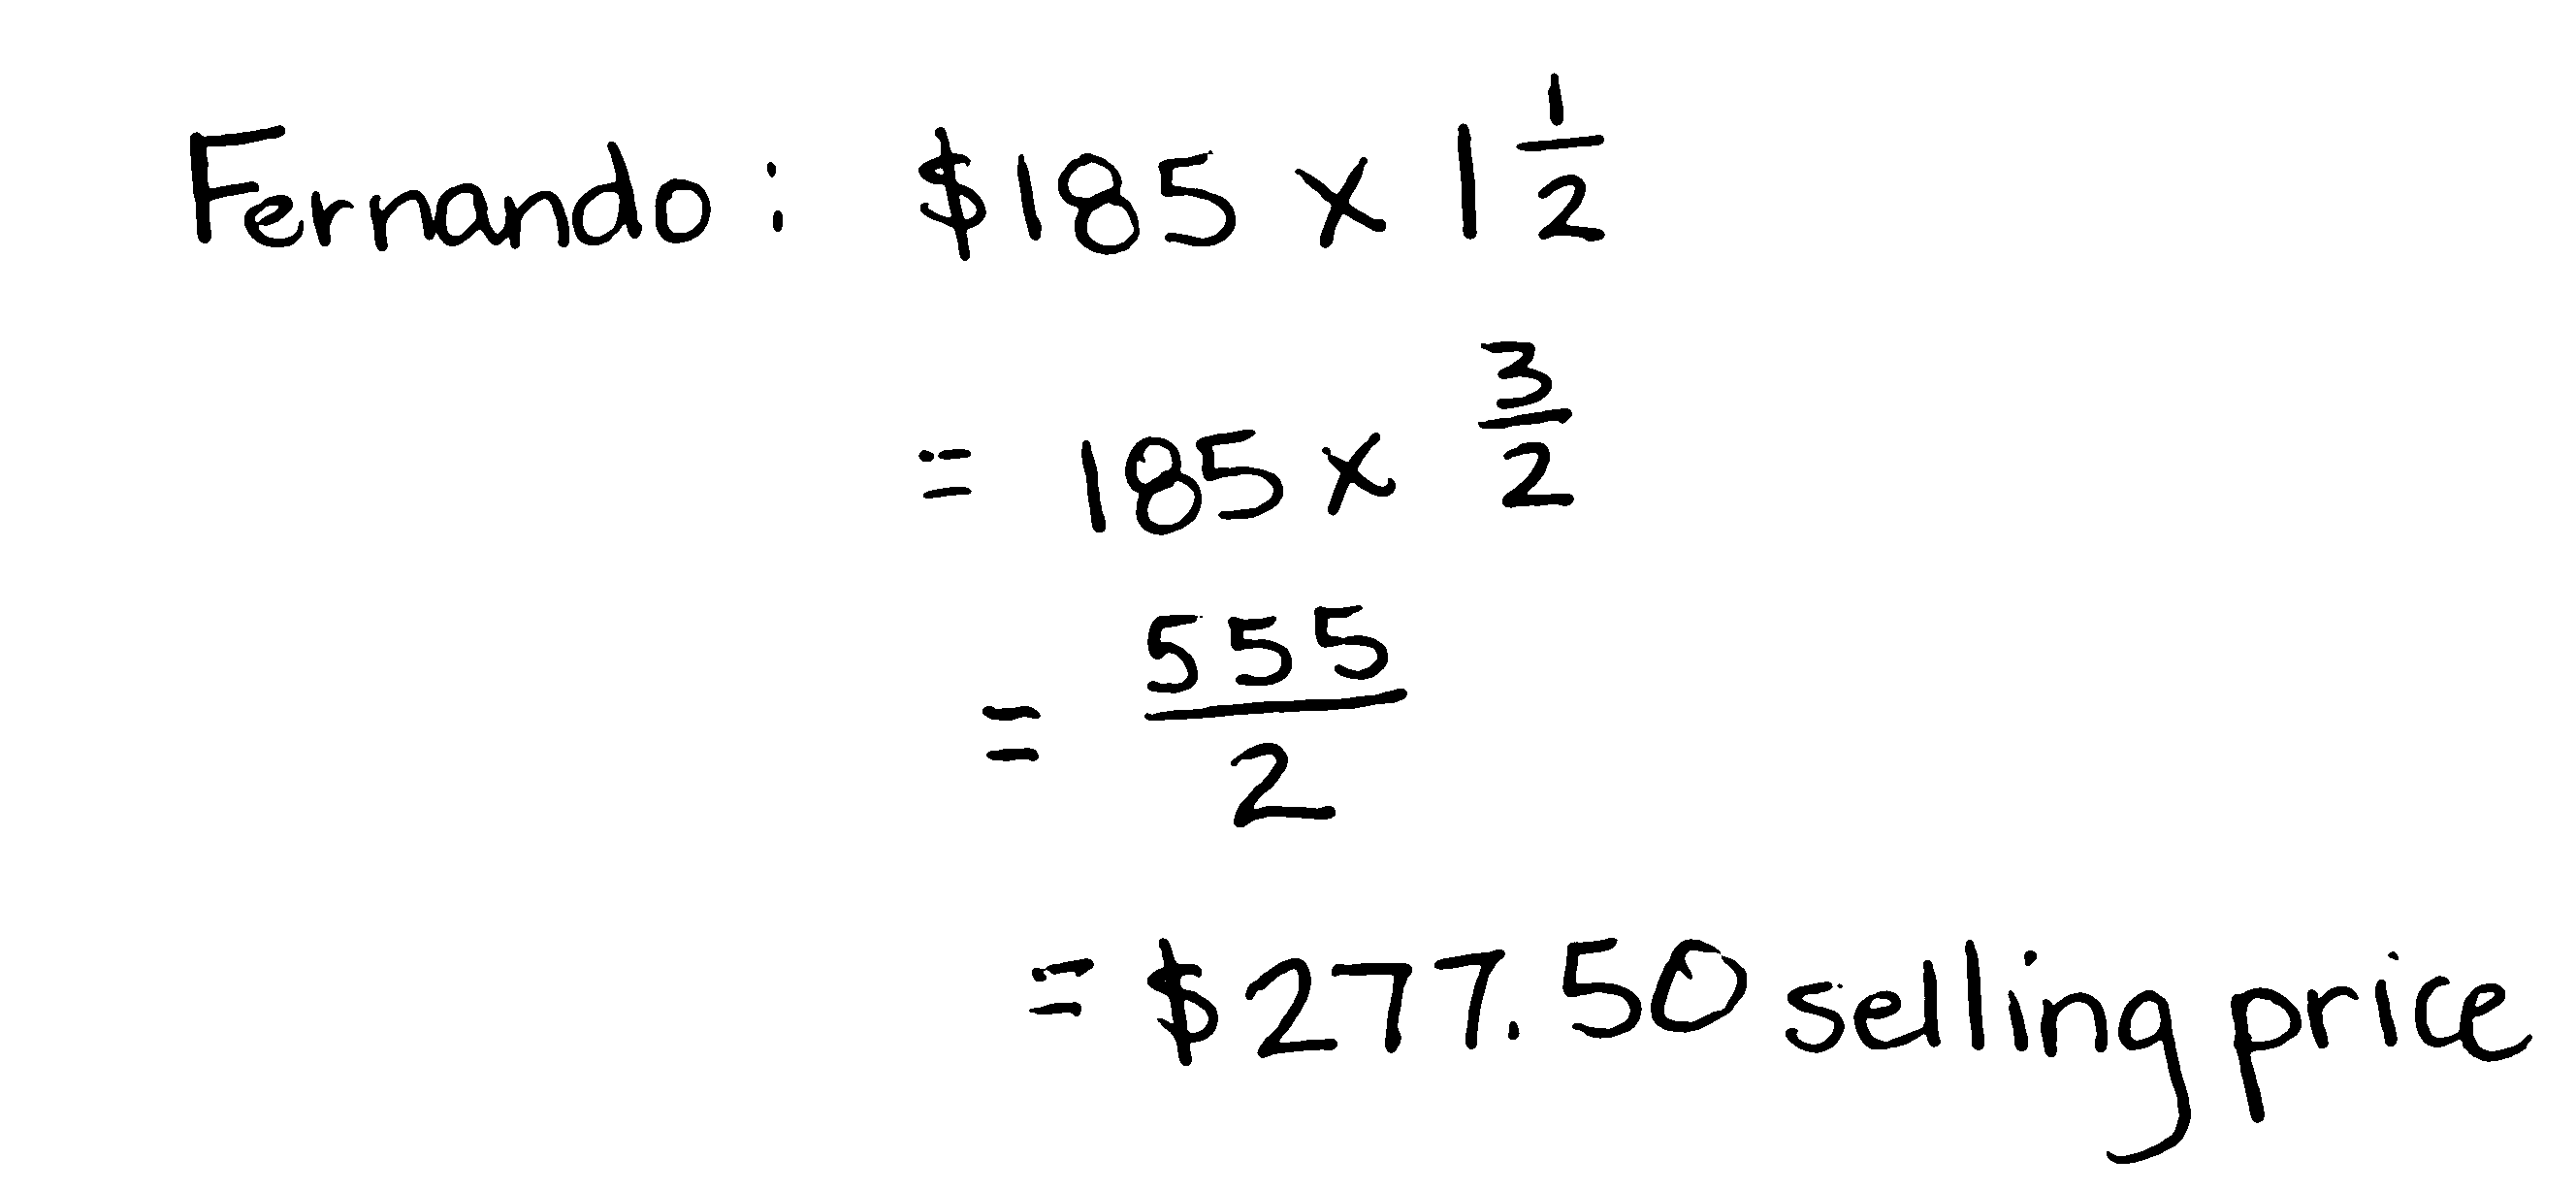 Fernando: $185 x 1 1/2
= 185 x 3/2
= 555/2
= $277.50 selling price